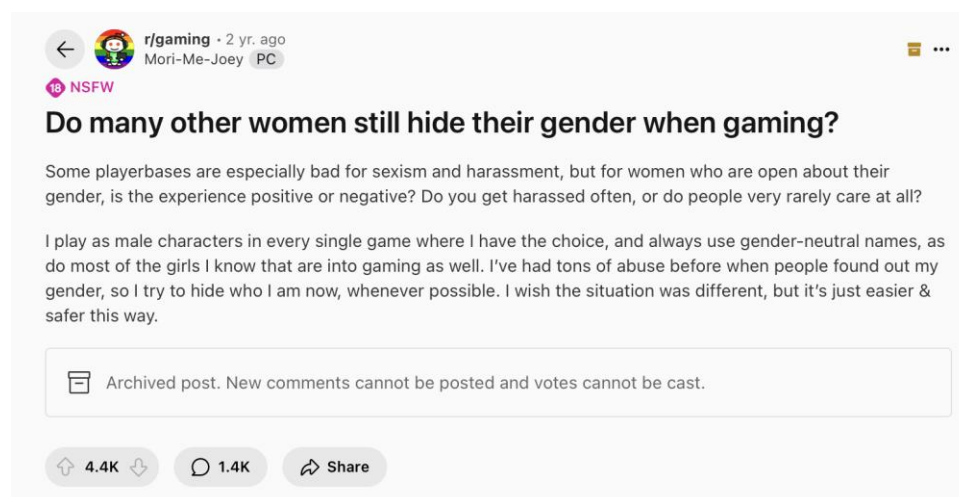 r/gaming · 2 yr. ago
Mori-Me-Joey PC
18 NSFW
Do many other women still hide their gender when gaming?
Some playerbases are especially bad for sexism and harassment, but for women who are open about their
gender, is the experience positive or negative? Do you get harassed often, or do people very rarely care at all?
I play as male characters in every single game where I have the choice, and always use gender-neutral names, as
do most of the girls I know that are into gaming as well. I’ve had tons of abuse before when people found out my
gender, so I try to hide who I am now, whenever possible. I wish the situation was different, but it’s just easier &
safer this way.
Archived post. New comments cannot be posted and votes cannot be cast.
4.4K 1.4K Share